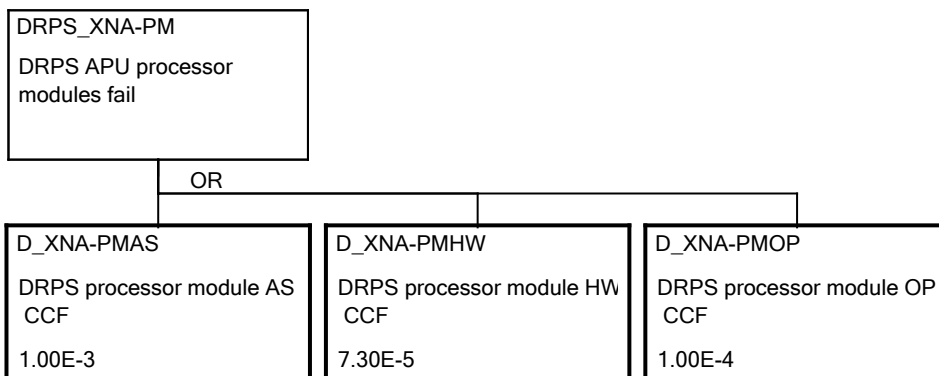 DRPS_XNA-PM
DRPS APU processor
modules fail
OR
D_XNA-PMAS
DRPS processor module AS
CCF
1.00E-3
D_XNA-PMHW
DRPS processor module HW
CCF
7.30E-5
D_XNA-PMOP
DRPS processor module OP
CCF
1.00E-4